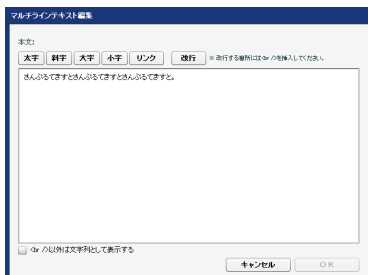 マルチラインテキスト編集
本文:
太字 斜字 大字 小字 リンク 改行 ※改行する箇所には<br />を挿入してください。
さんぷるてきすとさんぷるてきすとさんぷるてきすと。
<br />以外は文字列として表示する
キャンセル OK